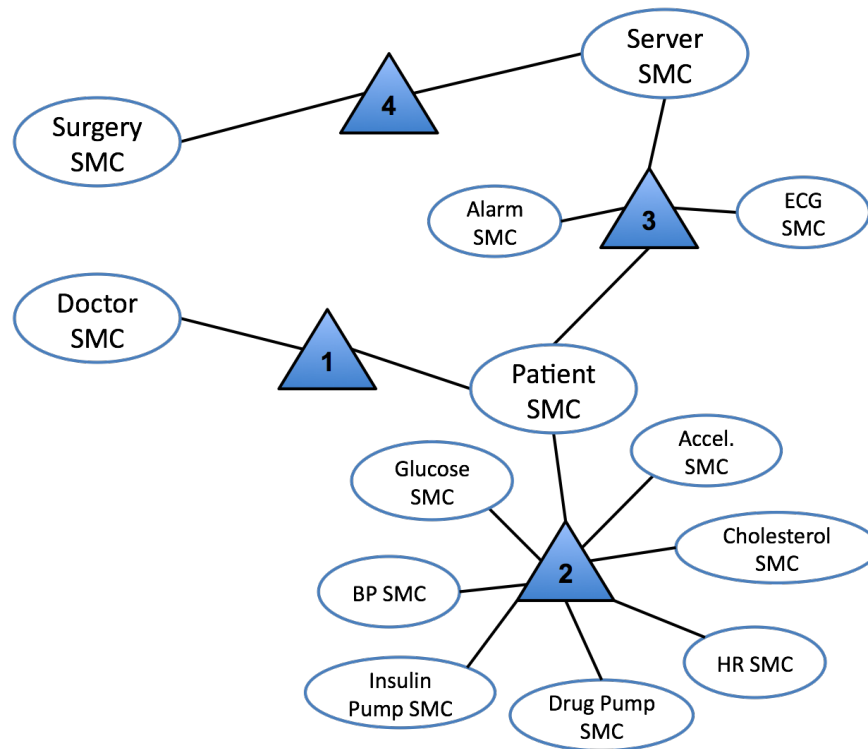 Server
SMC
4
Surgery
SMC
Alarm
SMC
3
ECG
SMC
Doctor
SMC
1
Patient
SMC
Glucose
SMC
Accel.
SMC
Cholesterol
SMC
2
BP SMC
HR SMC
Insulin
Pump SMC
Drug Pump
SMC